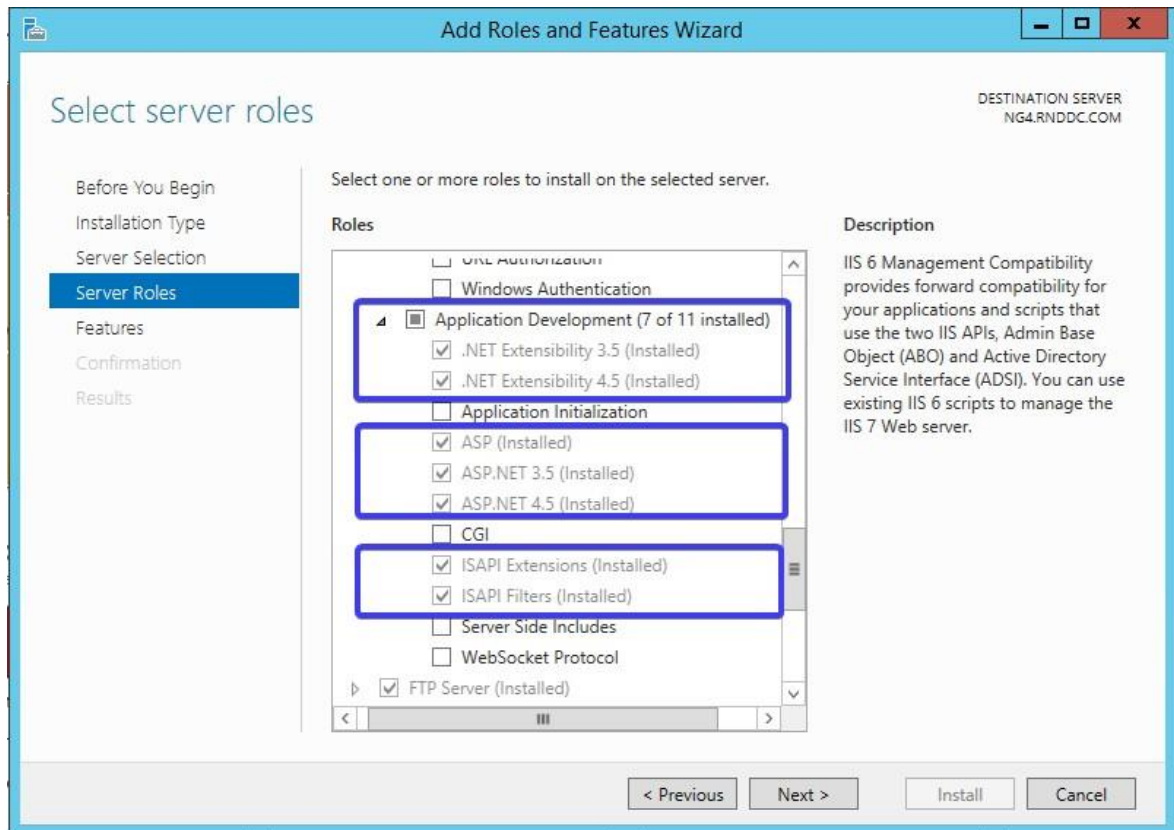 Add Roles and Features Wizard
Select server roles
DESTINATION SERVER
NG4.RNDDC.COM
Before You Begin
Installation Type
Server Selection
Server Roles
Features
Confirmation
Results
Select one or more roles to install on the selected server.
Roles
URL Authorization
Windows Authentication
Application Development (7 of 11 installed)
.NET Extensibility 3.5 (Installed)
.NET Extensibility 4.5 (Installed)
Application Initialization
ASP (Installed)
ASP.NET 3.5 (Installed)
ASP.NET 4.5 (Installed)
CGI
ISAPI Extensions (Installed)
ISAPI Filters (Installed)
Server Side Includes
WebSocket Protocol
FTP Server (Installed)
Description
IIS 6 Management Compatibility
provides forward compatibility for
your applications and scripts that
use the two IIS APIs, Admin Base
Object (ABO) and Active Directory
Service Interface (ADSI). You can use
existing IIS 6 scripts to manage the
IIS 7 Web server.
< Previous
Next >
Install
Cancel